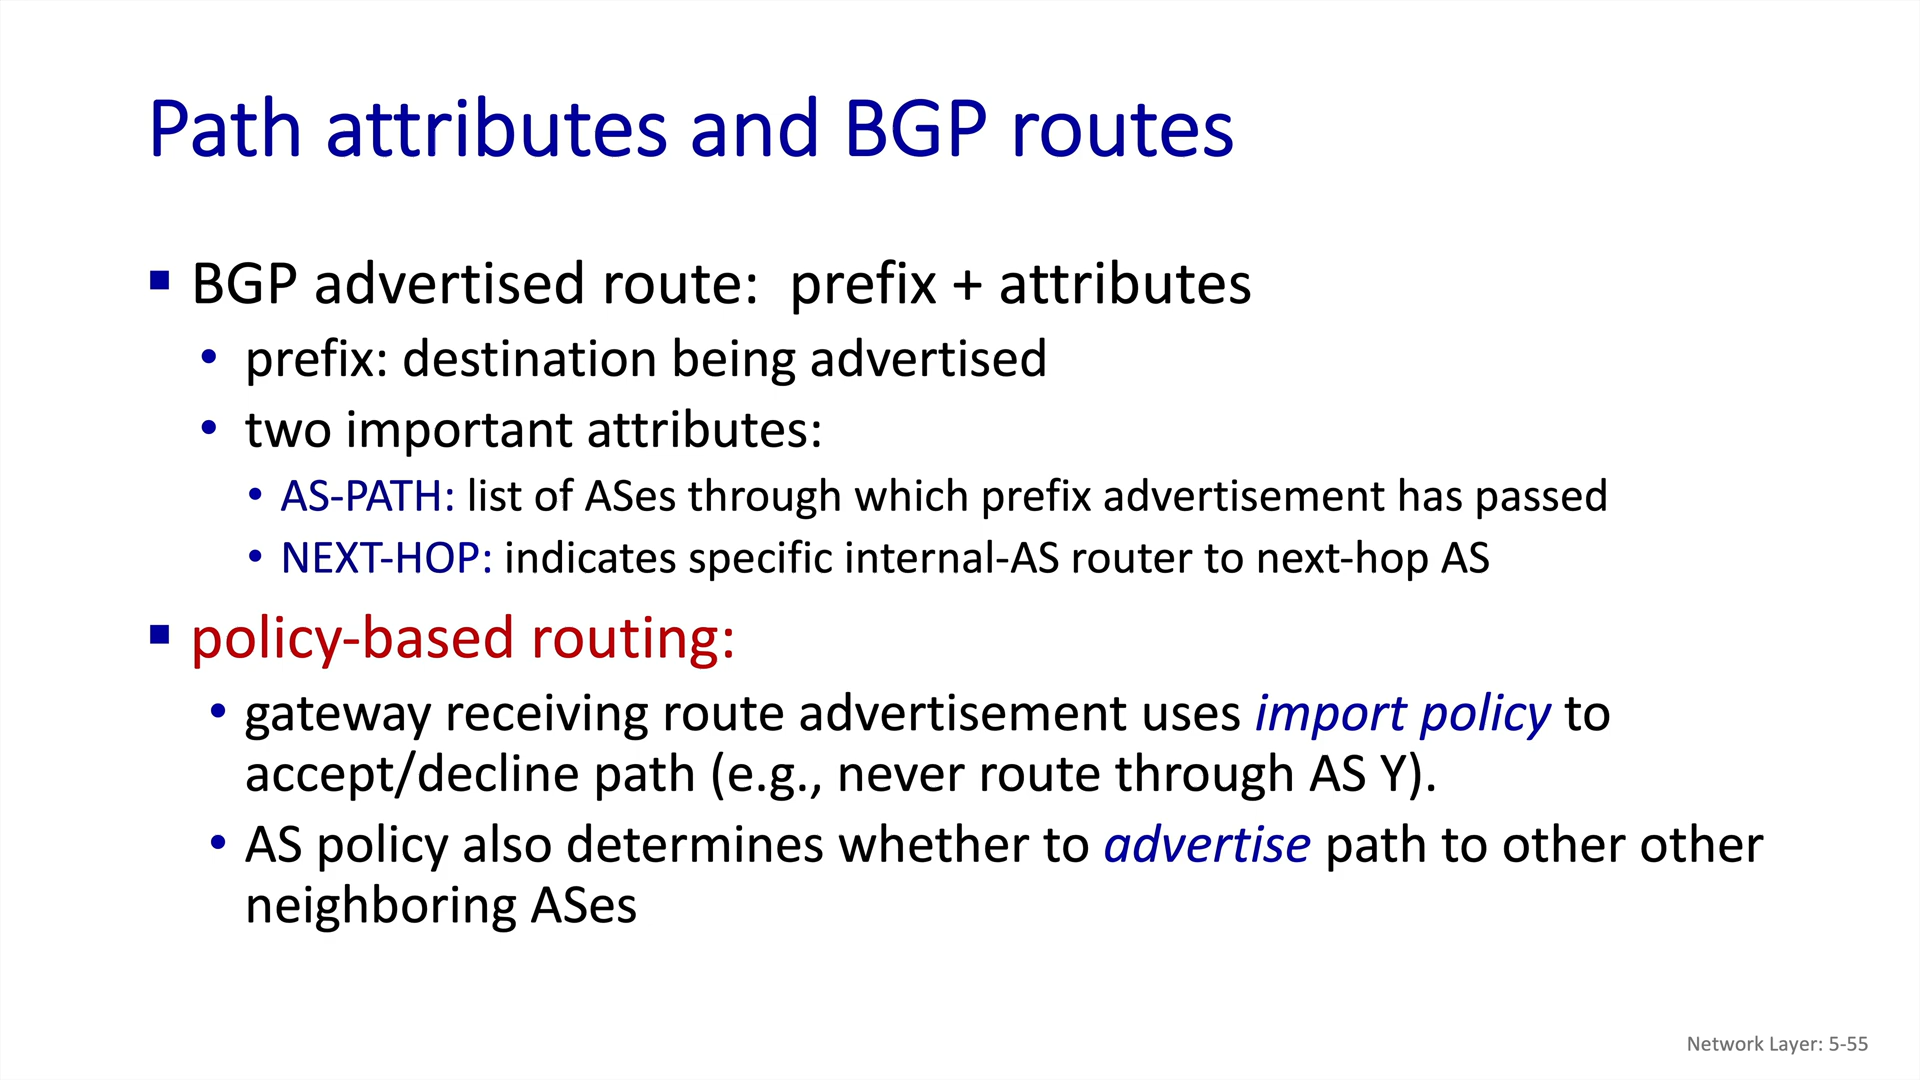 Path attributes and BGP routes
▪ BGP advertised route:  prefix + attributes
• prefix: destination being advertised
• two important attributes:
• AS-PATH: list of ASes through which prefix advertisement has passed
• NEXT-HOP: indicates specific internal-AS router to next-hop AS
▪ policy-based routing:
• gateway receiving route advertisement uses import policy to
accept/decline path (e.g., never route through AS Y).
• AS policy also determines whether to advertise path to other other
neighboring ASes
Network Layer: 5-55